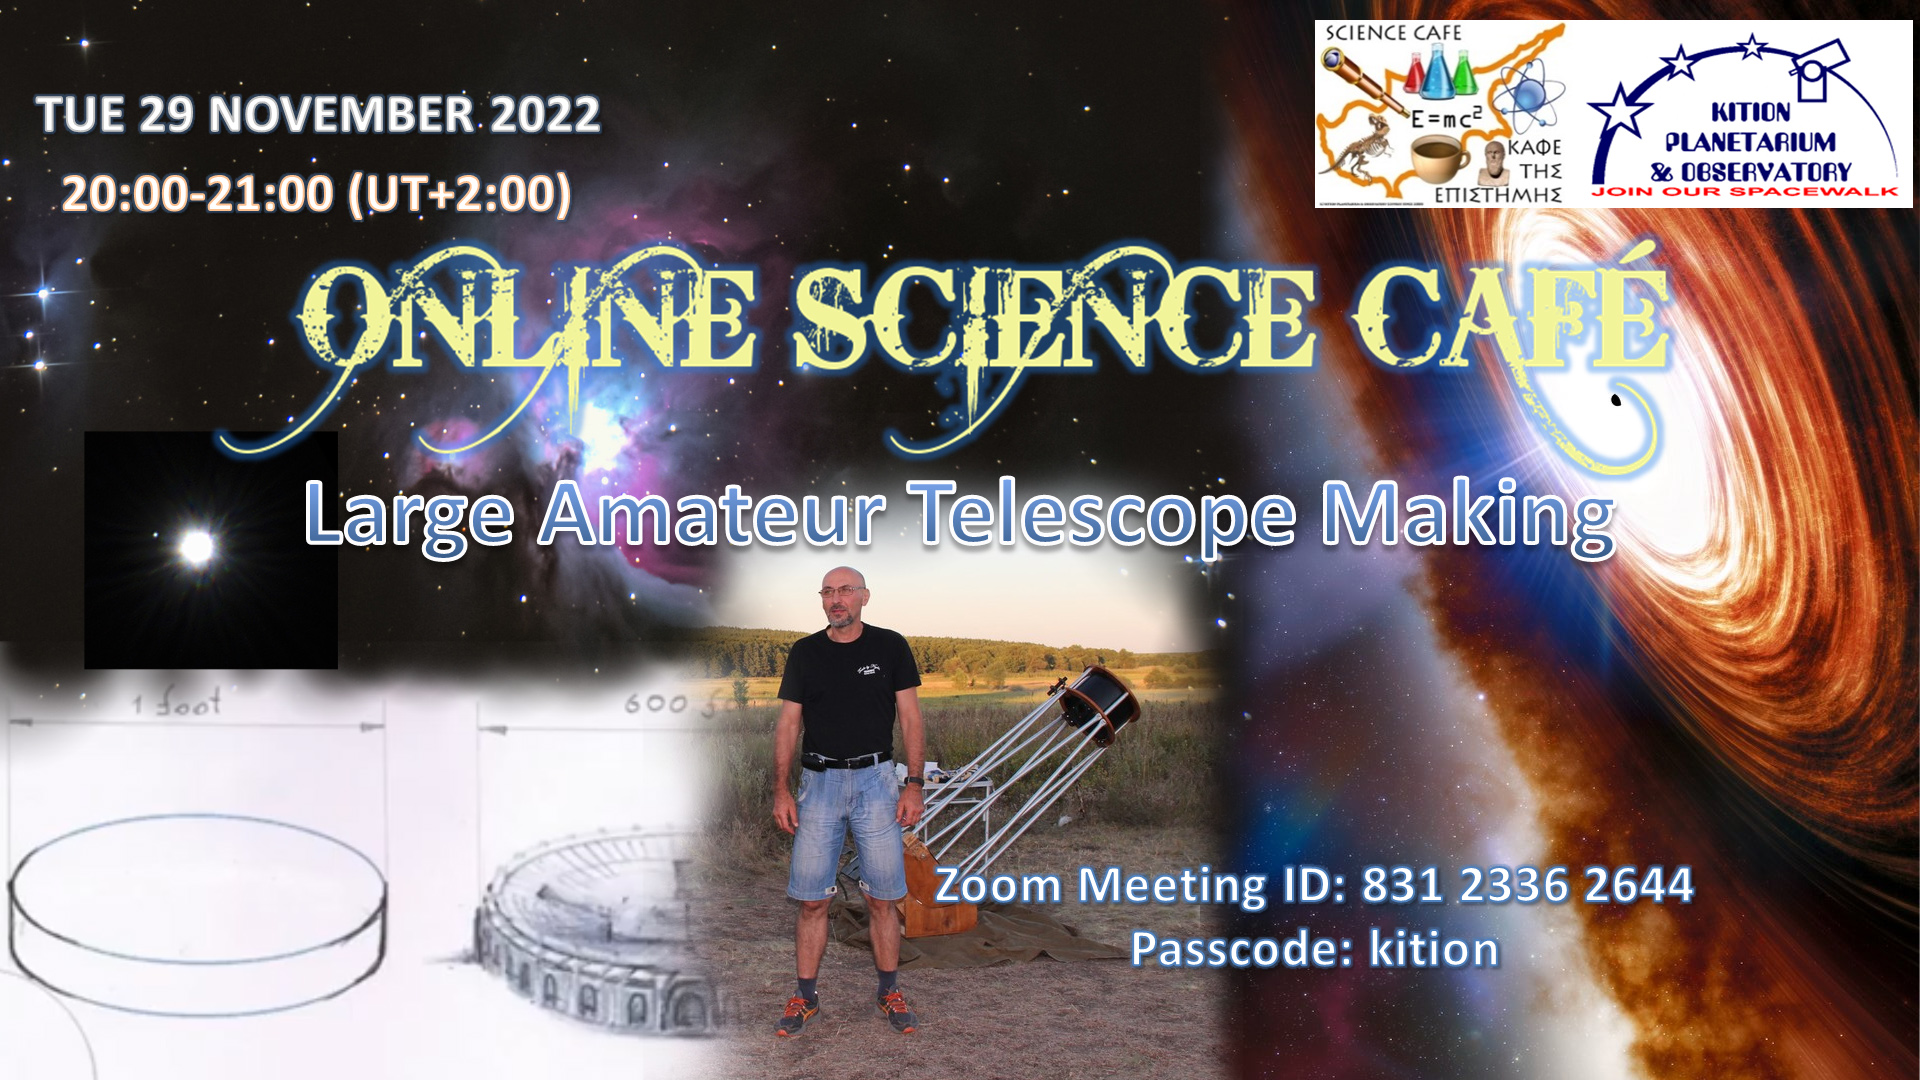 TUE 29 NOVEMBER 2022
20:00-21:00 (UT+2:00)
SCIENCE CAFE
E=mc²
ΚΑΦΕ
ΤΗΣ
ΕΠΙΣΤΗΜΗΣ
KITION
PLANETARIUM
& OBSERVATORY
JOIN OUR SPACEWALK
ONLINE SCIENCE CAFÉ
Large Amateur Telescope Making
1 foot
600
Zoom Meeting ID: 831 2336 2644
Passcode: kition